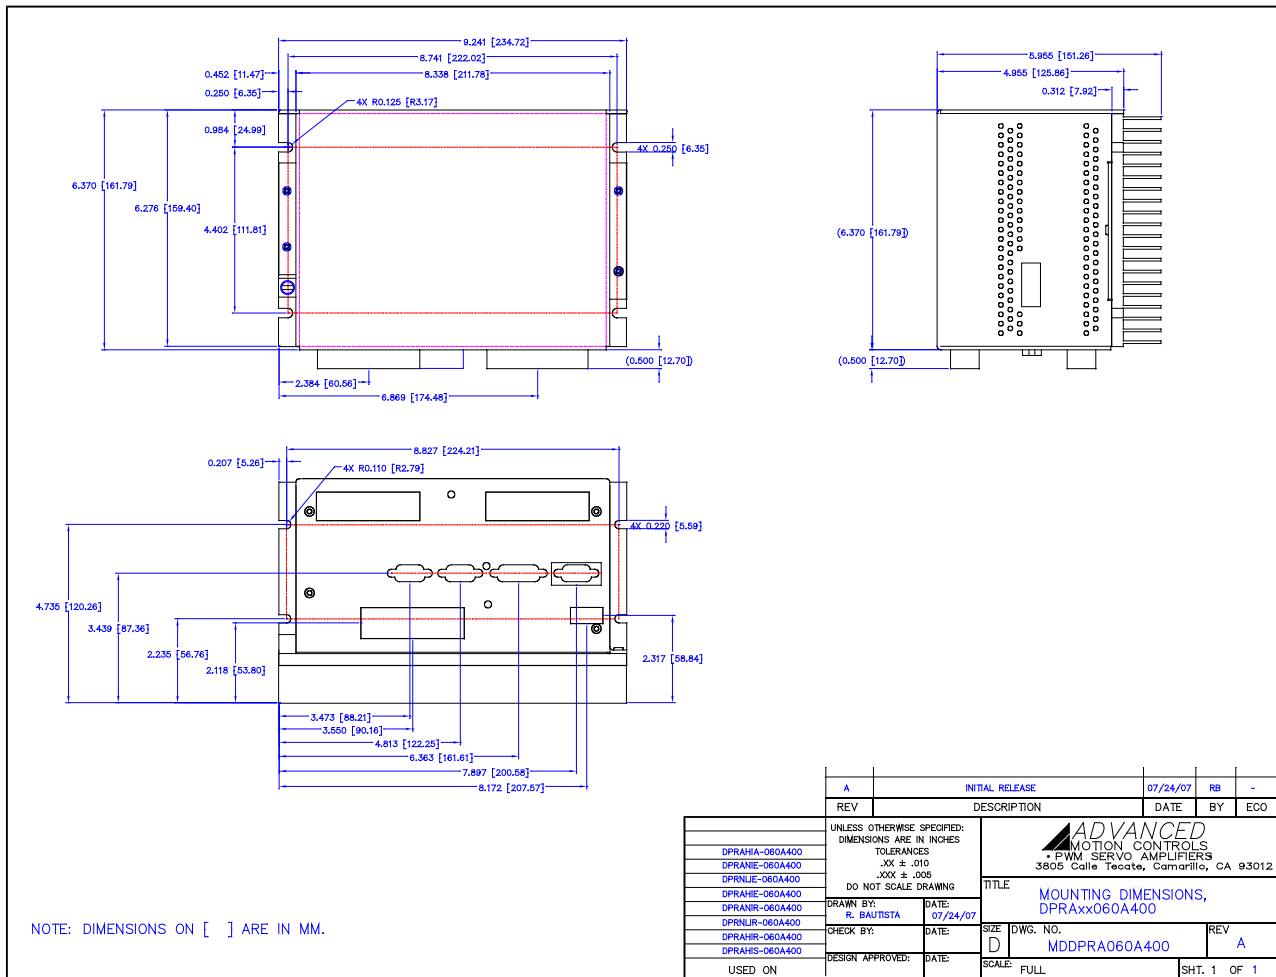 9.241 [234.72]
8.741 [222.02]
0.452 [11.47]
8.338 [211.78]
0.250 [6.35]
4X R0.125 [R3.17]
0.984 [24.99]
4X 0.250 [6.35]
6.370 [161.79]
6.276 [159.40]
4.402 [111.81]
(0.500 [12.70])
2.384 [60.56]
6.869 [174.48]
5.955 [151.26]
4.955 [125.86]
0.312 [7.92]
(6.370 [161.79])
(0.500 [12.70])
8.827 [224.21]
0.207 [5.26]
4X R0.110 [R2.79]
4X 0.220 [5.59]
4.735 [120.26]
3.439 [87.36]
2.235 [56.76]
2.118 [53.80]
2.317 [58.84]
3.473 [88.21]
3.550 [90.16]
4.813 [122.25]
6.363 [161.61]
7.897 [200.58]
8.172 [207.57]
NOTE: DIMENSIONS ON [ ] ARE IN MM.
A INITIAL RELEASE 07/24/07 RB -
REV DESCRIPTION DATE BY ECO
DPRAHIA-060A400
DPRANIE-060A400
DPRNLIE-060A400
DPRAHIE-060A400
DPRANIR-060A400
DPRNLIR-060A400
DPRAHIR-060A400
DPRAHIS-060A400
USED ON
UNLESS OTHERWISE SPECIFIED:
DIMENSIONS ARE IN INCHES
TOLERANCES
.XX ± .010
.XXX ± .005
DO NOT SCALE DRAWING
DRAWN BY: DATE:
R. BAUTISTA 07/24/07
CHECK BY: DATE:
DESIGN APPROVED: DATE:
ADVANCED
MOTION CONTROLS
• PWM SERVO AMPLIFIERS
3805 Calle Tecate, Camarillo, CA 93012
TITLE
MOUNTING DIMENSIONS,
DPRAxx060A400
SIZE DWG. NO. REV
D MDDPRA060A400 A
SCALE: FULL SHT. 1 OF 1